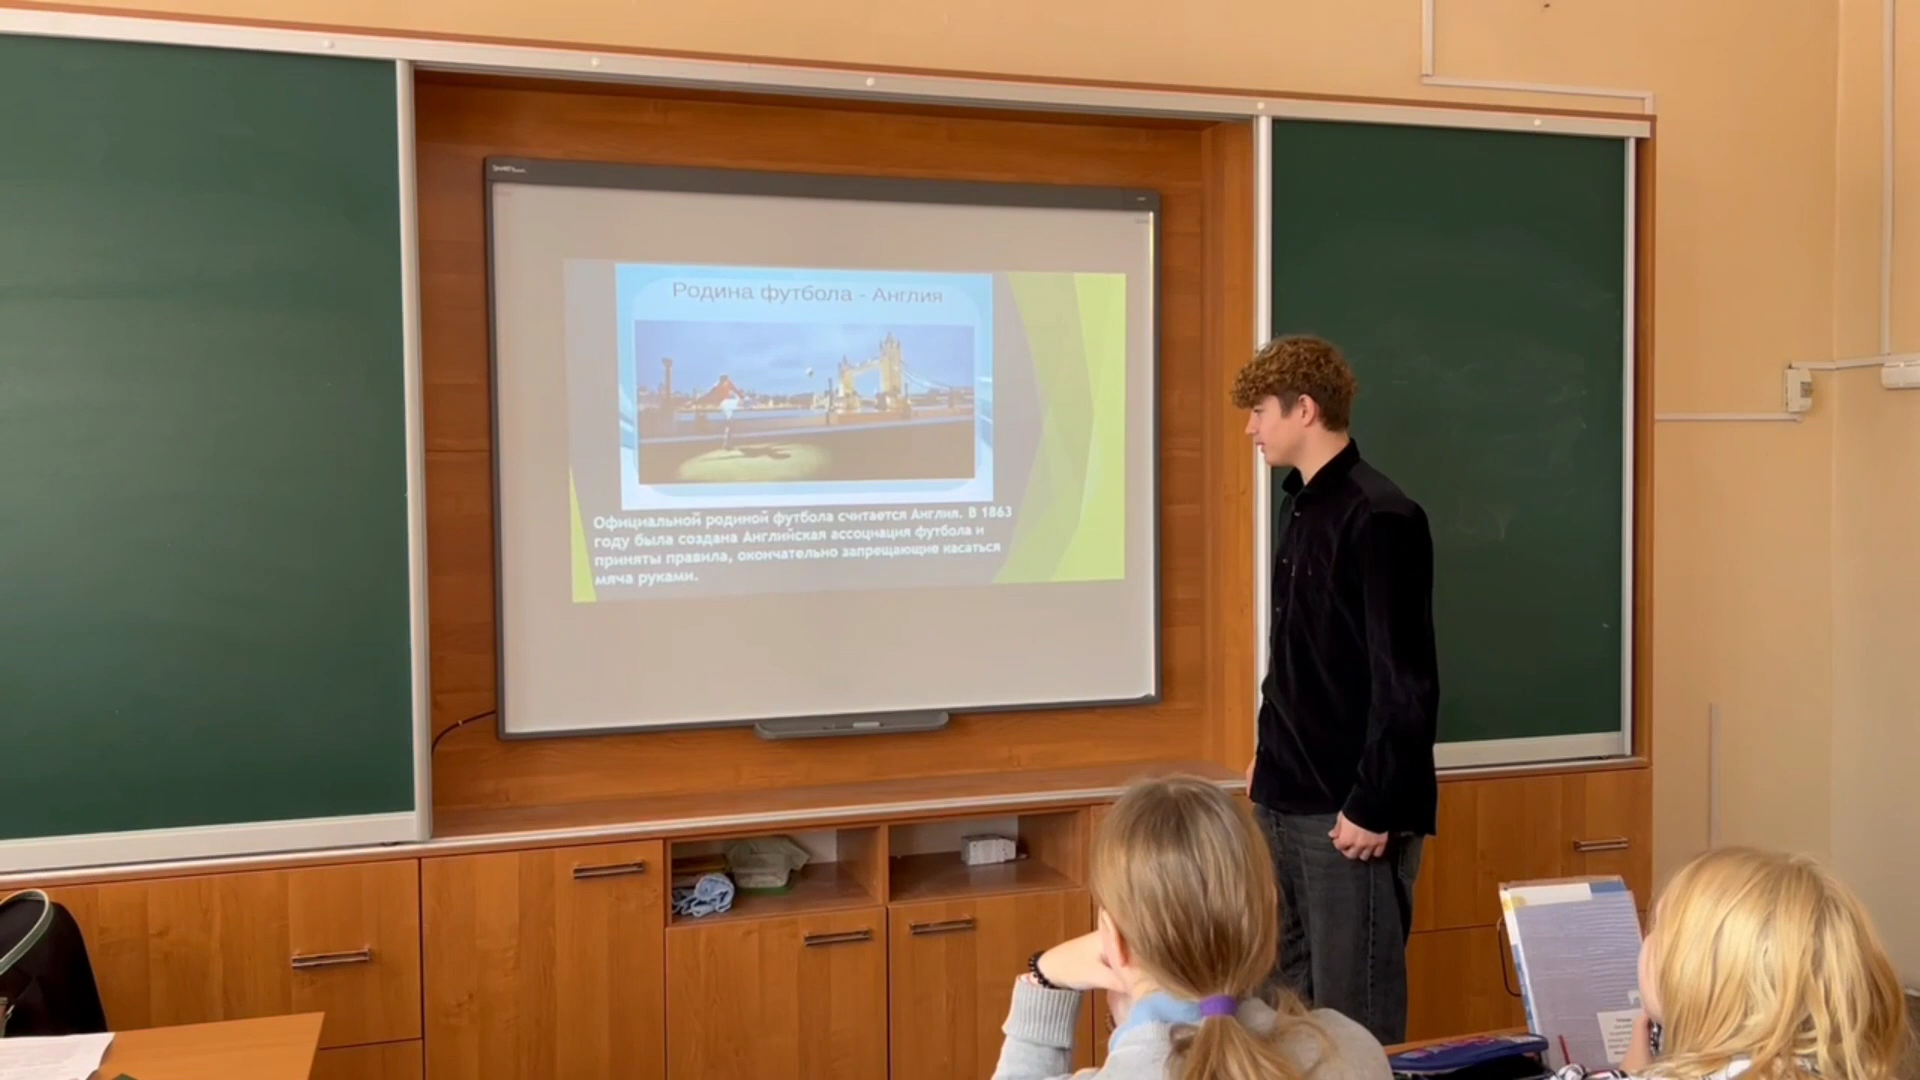 SMART
Родина футбола - Англия
Официальной родиной футбола считается Англия. В 1863
году была создана Английская ассоциация футбола и
приняты правила, окончательно запрещающие касаться
мяча руками.